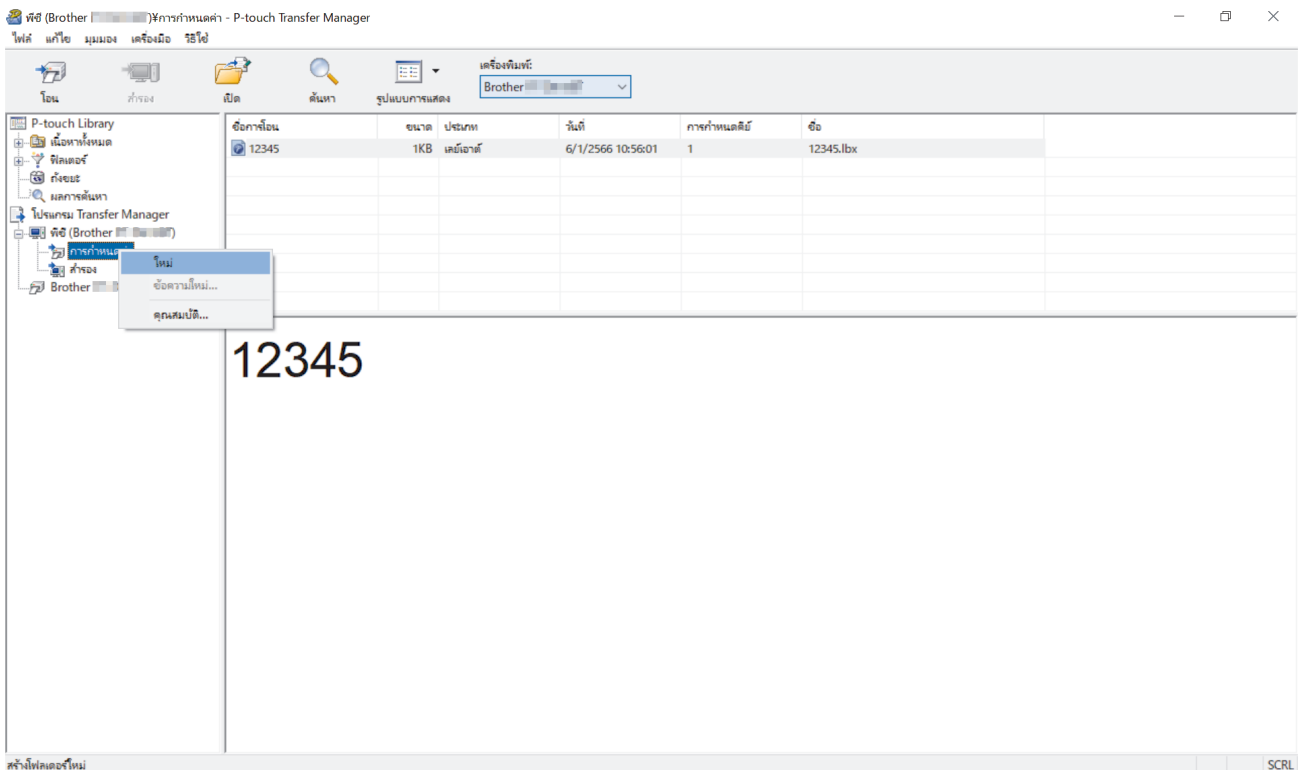 พีซี (Brother )¥การกำหนดค่า - P-touch Transfer Manager
ไฟล์ แก้ไข มุมมอง เครื่องมือ วิธีใช้
โอน สำรอง เปิด ค้นหา รูปแบบการแสดง
เครื่องพิมพ์:
Brother
P-touch Library
เนื้อหาทั้งหมด
ฟิลเตอร์
ถังขยะ
ผลการค้นหา
โปรแกรม Transfer Manager
พีซี (Brother )
การกำหนดค่า
สำรอง
Brother
ใหม่
ข้อความใหม่...
คุณสมบัติ...
ชื่อการโอน ขนาด ประเภท วันที่ การกำหนดคีย์ ชื่อ
12345 1KB เลย์เอาต์ 6/1/2566 10:56:01 1 12345.lbx
12345
สร้างโฟลเดอร์ใหม่ SCRL